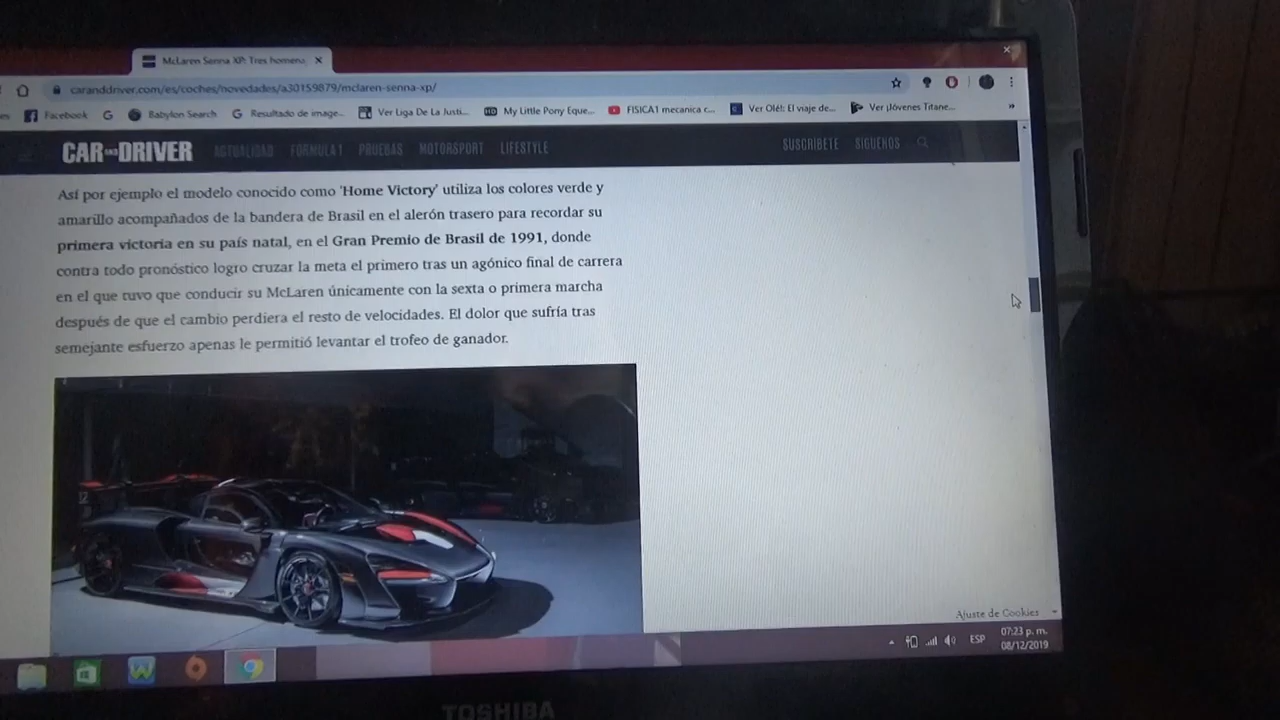 McLaren Senna XP: Tres homena
caranddriver.com/es/coches/novedades/a30159879/mclaren-senna-xp/
es Facebook Babylon Search Resultado de image... Ver Liga De La Justi... My Little Pony Eque... FISICA1 mecanica c... Ver Olé!: El viaje de... Ver ¡Jóvenes Titane... »
CAR AND DRIVER ACTUALIDAD FÓRMULA 1 PRUEBAS MOTORSPORT LIFESTYLE SUSCRÍBETE SÍGUENOS
Así por ejemplo el modelo conocido como 'Home Victory' utiliza los colores verde y
amarillo acompañados de la bandera de Brasil en el alerón trasero para recordar su
primera victoria en su país natal, en el Gran Premio de Brasil de 1991, donde
contra todo pronóstico logro cruzar la meta el primero tras un agónico final de carrera
en el que tuvo que conducir su McLaren únicamente con la sexta o primera marcha
después de que el cambio perdiera el resto de velocidades. El dolor que sufría tras
semejante esfuerzo apenas le permitió levantar el trofeo de ganador.
Ajuste de Cookies
ESP
07:23 p. m.
08/12/2019
TOSHIBA